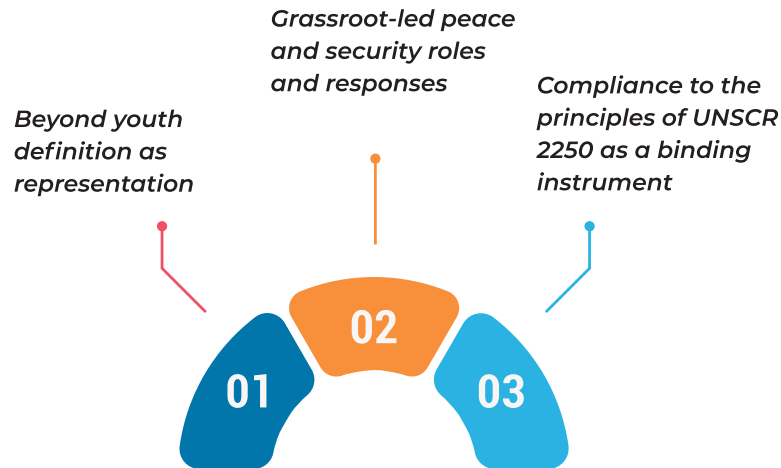 Grassroot-led peace
and security roles
and responses
Beyond youth
definition as
representation
Compliance to the
principles of UNSCR
2250 as a binding
instrument
01
02
03